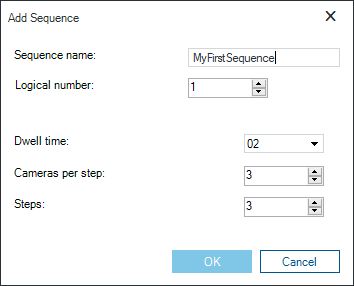 Add Sequence
Sequence name: MyFirstSequence
Logical number: 1
Dwell time: 02
Cameras per step: 3
Steps: 3
OK Cancel